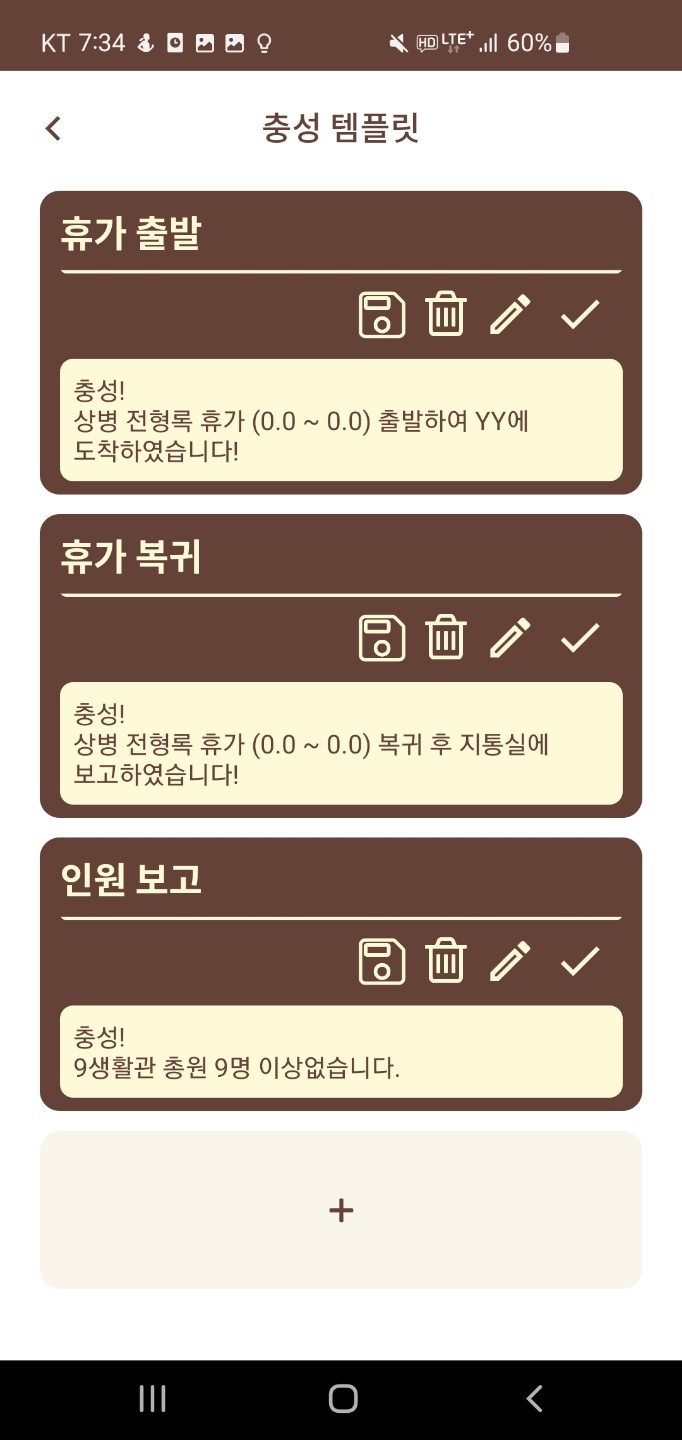 KT 7:34 HD LTE+ 60%
충성 템플릿
휴가 출발
충성!
상병 전형록 휴가 (0.0 ~ 0.0) 출발하여 YY에
도착하였습니다!
휴가 복귀
충성!
상병 전형록 휴가 (0.0 ~ 0.0) 복귀 후 지통실에
보고하였습니다!
인원 보고
충성!
9생활관 총원 9명 이상없습니다.